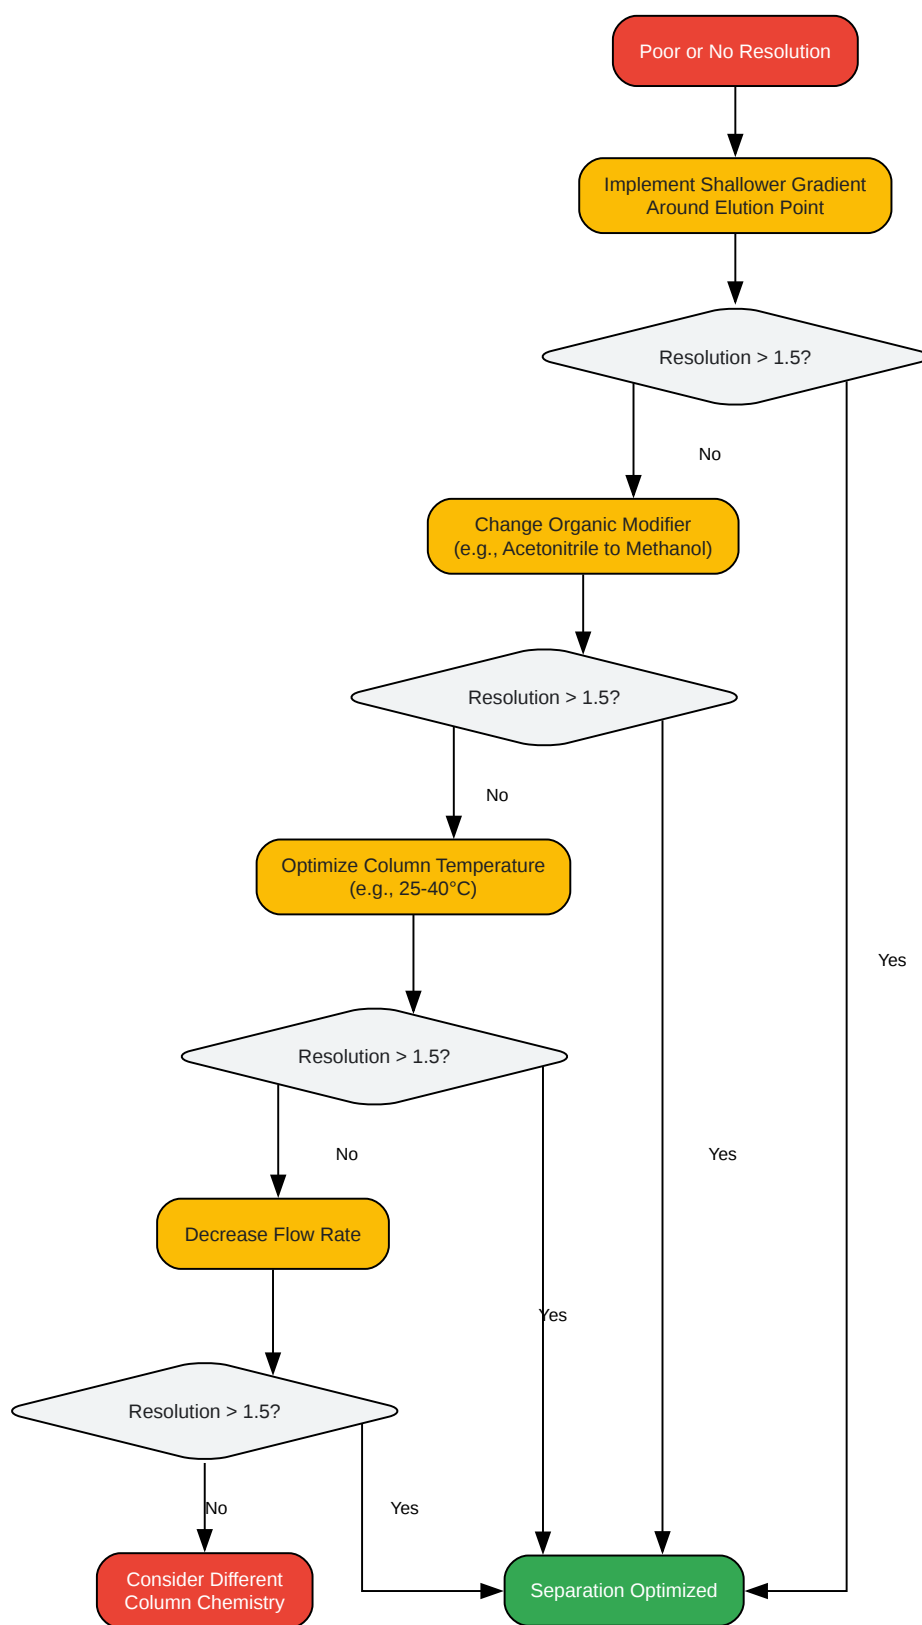 Poor or No Resolution
Implement Shallower Gradient
Around Elution Point
Resolution > 1.5?
No
Change Organic Modifier
(e.g., Acetonitrile to Methanol)
Resolution > 1.5?
No
Optimize Column Temperature
(e.g., 25-40°C)
Yes
Resolution > 1.5?
No
Yes
Decrease Flow Rate
Yes
Resolution > 1.5?
No
Yes
Consider Different
Column Chemistry
Separation Optimized